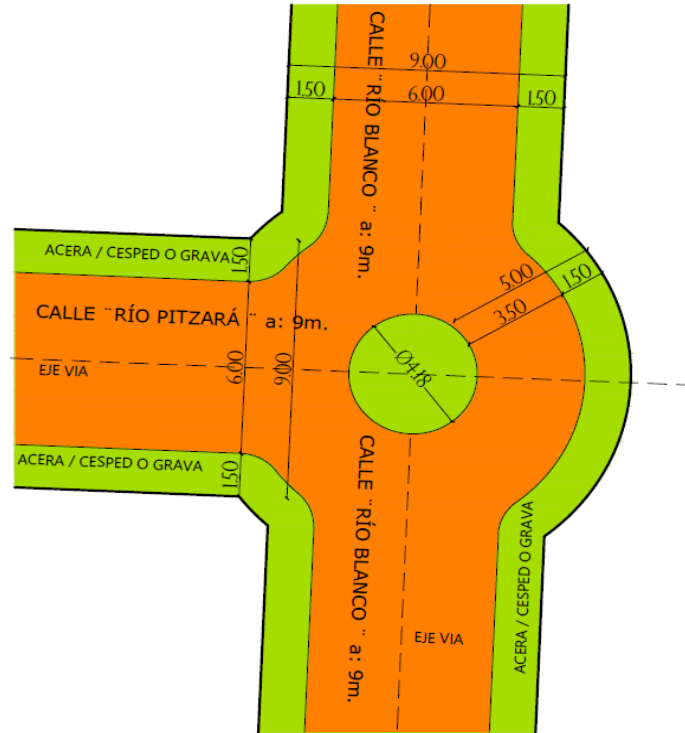 9.00
1.50
6.00
1.50
CALLE ¨RÍO BLANCO ¨ a: 9m.
ACERA / CESPED O GRAVA
1.50
5.00
1.50
3.50
CALLE ¨RÍO PITZARÁ ¨ a: 9m.
EJE VIA
6.00
9.00
Ø4.18
ACERA / CESPED O GRAVA
1.50
CALLE ¨RÍO BLANCO ¨ a: 9m.
EJE VIA
ACERA / CESPED O GRAVA